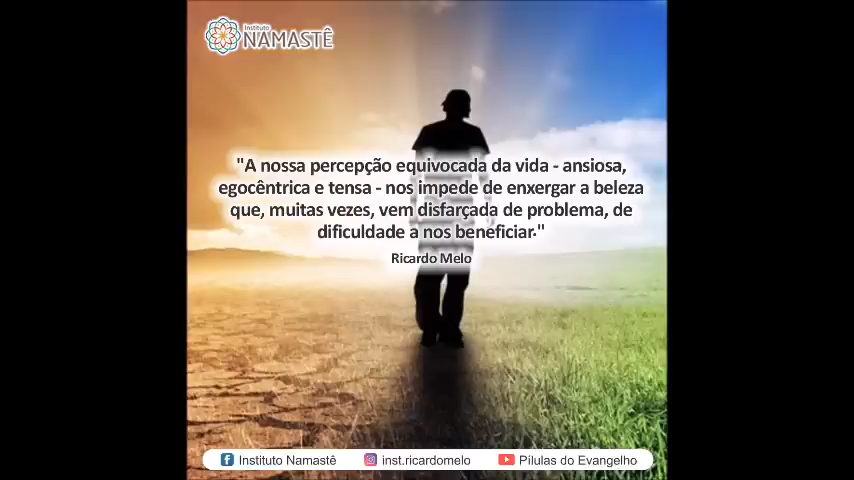 Instituto
NAMASTÊ
"A nossa percepção equivocada da vida - ansiosa,
egocêntrica e tensa - nos impede de enxergar a beleza
que, muitas vezes, vem disfarçada de problema, de
dificuldade a nos beneficiar."
Ricardo Melo
Instituto Namastê inst.ricardomelo Pílulas do Evangelho